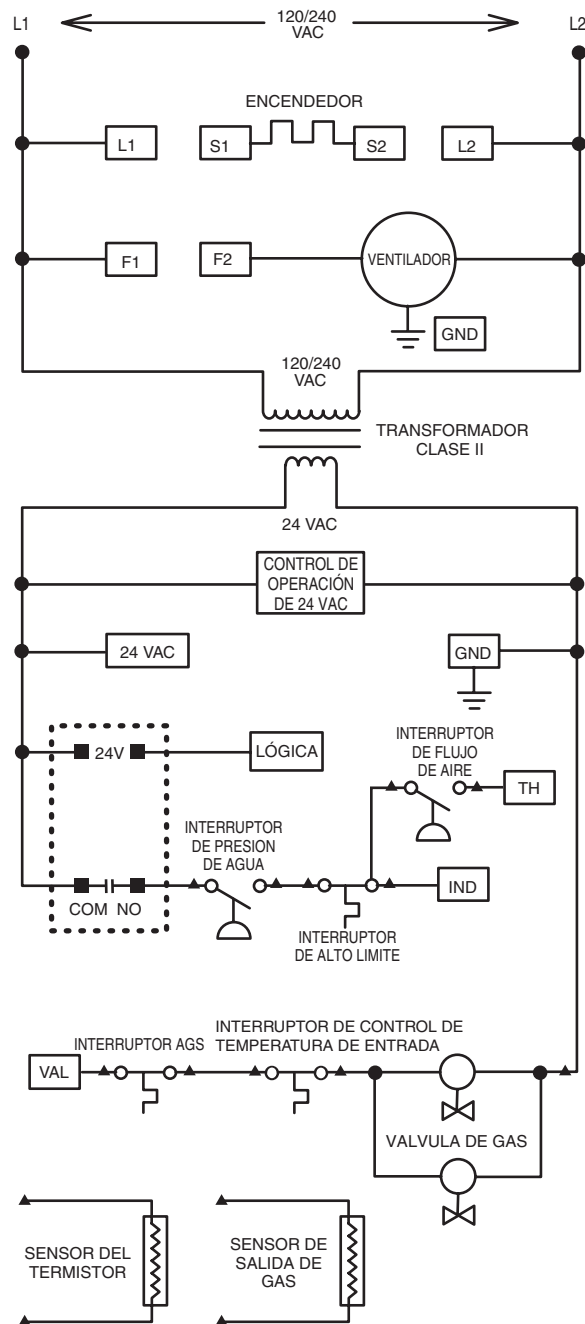 L1
120/240
VAC
L2
ENCENDEDOR
L1
S1
S2
L2
F1
F2
VENTILADOR
GND
120/240
VAC
TRANSFORMADOR
CLASE II
24 VAC
CONTROL DE
OPERACIÓN
DE 24 VAC
24 VAC
GND
24V
LÓGICA
INTERRUPTOR
DE FLUJO
DE AIRE
TH
INTERRUPTOR
DE PRESION
DE AGUA
COM NO
IND
INTERRUPTOR
DE ALTO LIMITE
INTERRUPTOR AGS
INTERRUPTOR DE CONTROL DE
TEMPERATURA DE ENTRADA
VAL
VALVULA DE GAS
SENSOR DEL
TERMISTOR
SENSOR DE
SALIDA DE
GAS